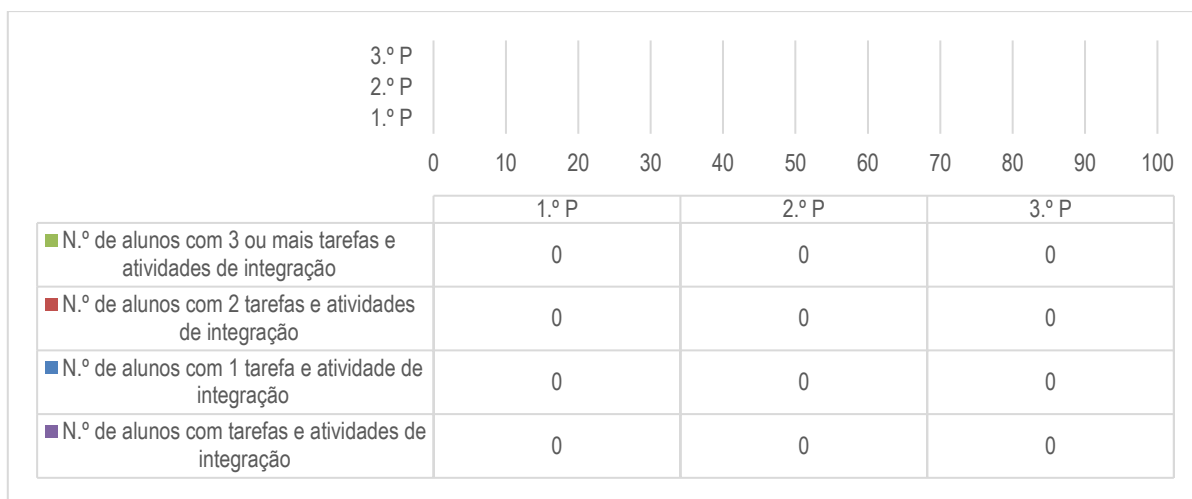 3.º P
2.º P
1.º P
0 10 20 30 40 50 60 70 80 90 100
1.º P 2.º P 3.º P
N.º de alunos com 3 ou mais tarefas e
atividades de integração
0 0 0
N.º de alunos com 2 tarefas e atividades
de integração
0 0 0
N.º de alunos com 1 tarefa e atividade de
integração
0 0 0
N.º de alunos com tarefas e atividades de
integração
0 0 0